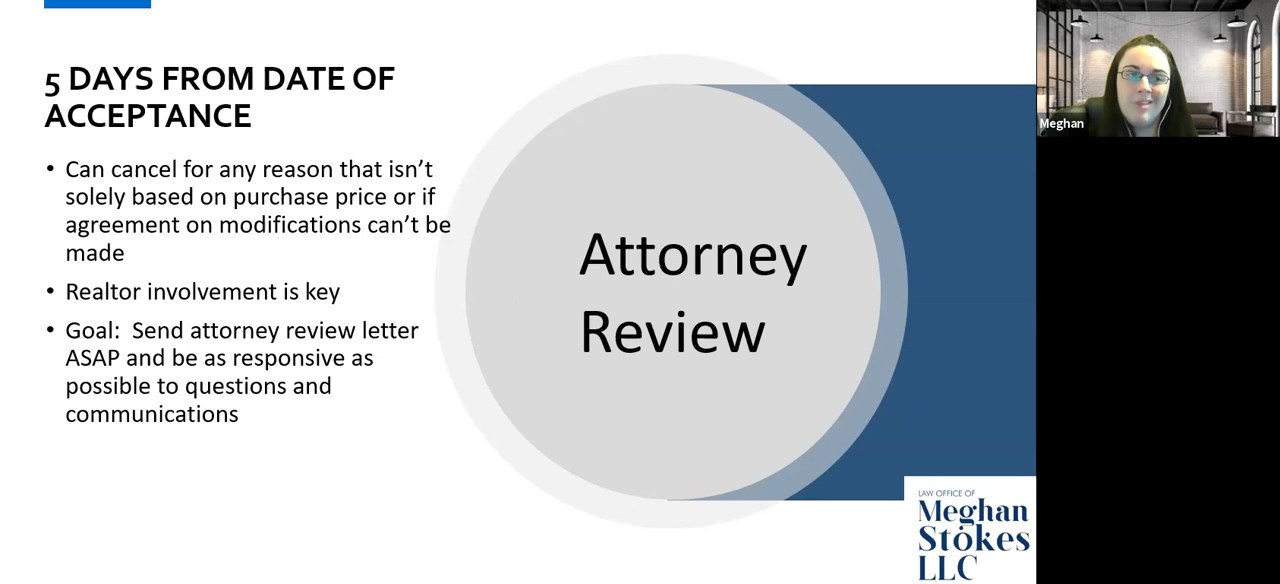 5 DAYS FROM DATE OF
ACCEPTANCE
• Can cancel for any reason that isn't
solely based on purchase price or if
agreement on modifications can't be
made
• Realtor involvement is key
• Goal:  Send attorney review letter
ASAP and be as responsive as
possible to questions and
communications
Attorney
Review
Meghan
LAW OFFICE OF
Meghan
Stokes
LLC